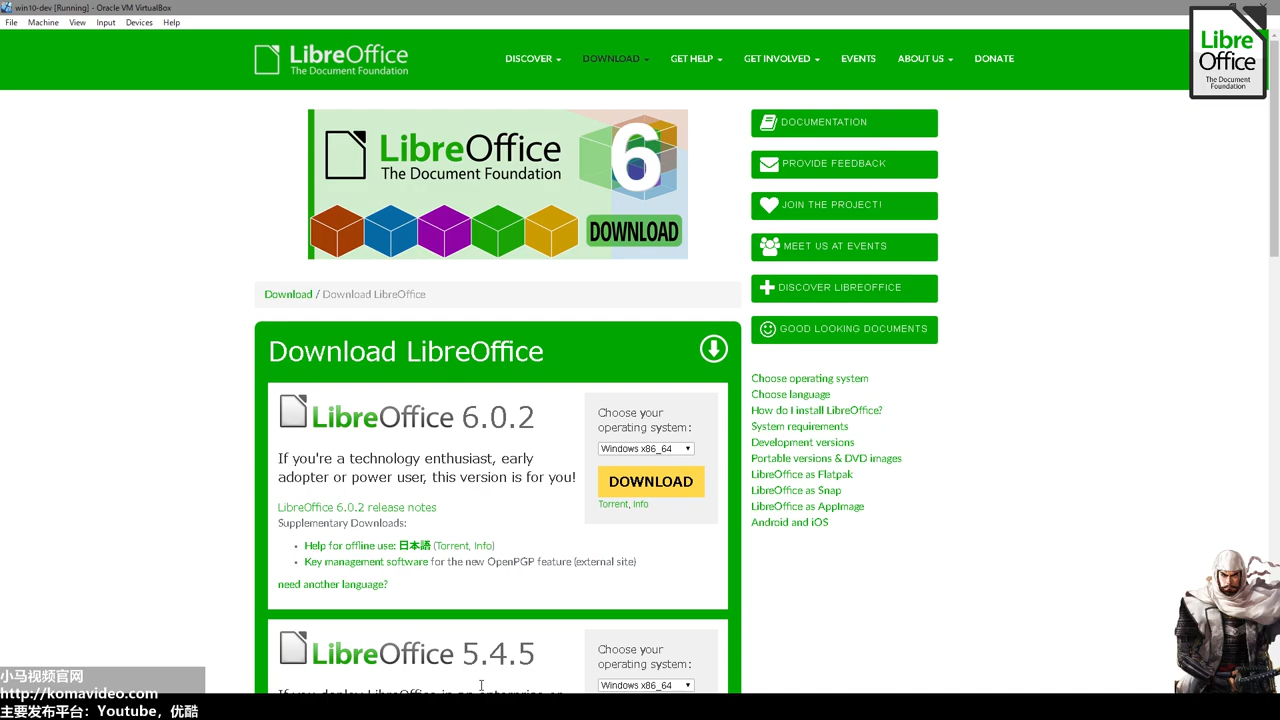 win10-dev [Running] - Oracle VM VirtualBox
File Machine View Input Devices Help
LibreOffice
The Document Foundation
DISCOVER DOWNLOAD GET HELP GET INVOLVED EVENTS ABOUT US DONATE
Libre
Office
The Document
Foundation
LibreOffice
The Document Foundation
6
DOWNLOAD
DOCUMENTATION
PROVIDE FEEDBACK
JOIN THE PROJECT!
MEET US AT EVENTS
DISCOVER LIBREOFFICE
GOOD LOOKING DOCUMENTS
Download / Download LibreOffice
Download LibreOffice
LibreOffice 6.0.2
If you're a technology enthusiast, early
adopter or power user, this version is for you!
LibreOffice 6.0.2 release notes
Supplementary Downloads:
Help for offline use: 日本語 (Torrent, Info)
Key management software for the new OpenPGP feature (external site)
need another language?
Choose your
operating system:
Windows x86_64
DOWNLOAD
Torrent, Info
Choose operating system
Choose language
How do I install LibreOffice?
System requirements
Development versions
Portable versions & DVD images
LibreOffice as Flatpak
LibreOffice as Snap
LibreOffice as AppImage
Android and iOS
LibreOffice 5.4.5
If you deploy LibreOffice in an enterprise or
Choose your
operating system:
Windows x86_64
小马视频官网
http://komavideo.com
主要发布平台：Youtube，优酷